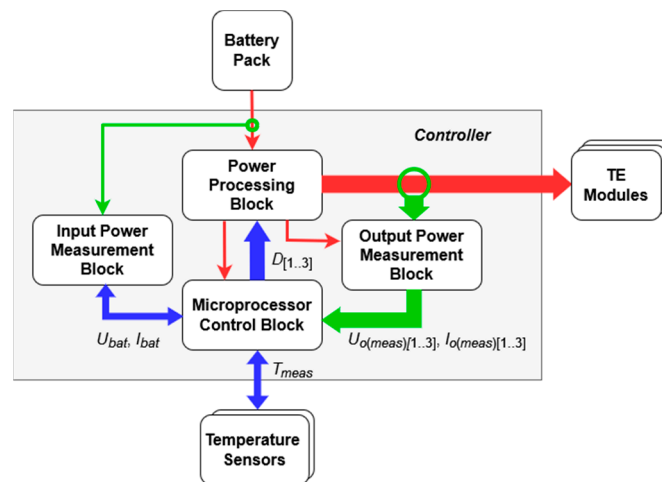 Battery
Pack
Controller
Power
Processing
Block
TE
Modules
Input Power
Measurement
Block
Output Power
Measurement
Block
D[1..3]
Microprocessor
Control Block
Ubat, Ibat
Uo(meas)[1..3], Io(meas)[1..3]
Tmeas
Temperature
Sensors